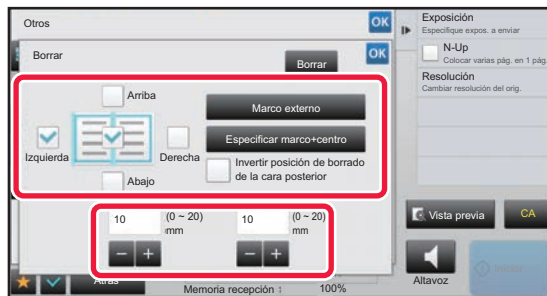 Otros
OK
Borrar
Borrar
OK
Arriba
Izquierda
Derecha
Abajo
Marco externo
Especificar marco+centro
Invertir posición de borrado
de la cara posterior
10
(0 ~ 20)
mm
10
(0 ~ 20)
mm
Atrás
Memoria recepción :
100%
Exposición
Especifique expos. a enviar
N-Up
Colocar varias pág. en 1 pág.
Resolución
Cambiar resolución del orig.
Vista previa
CA
Altavoz
Iniciar